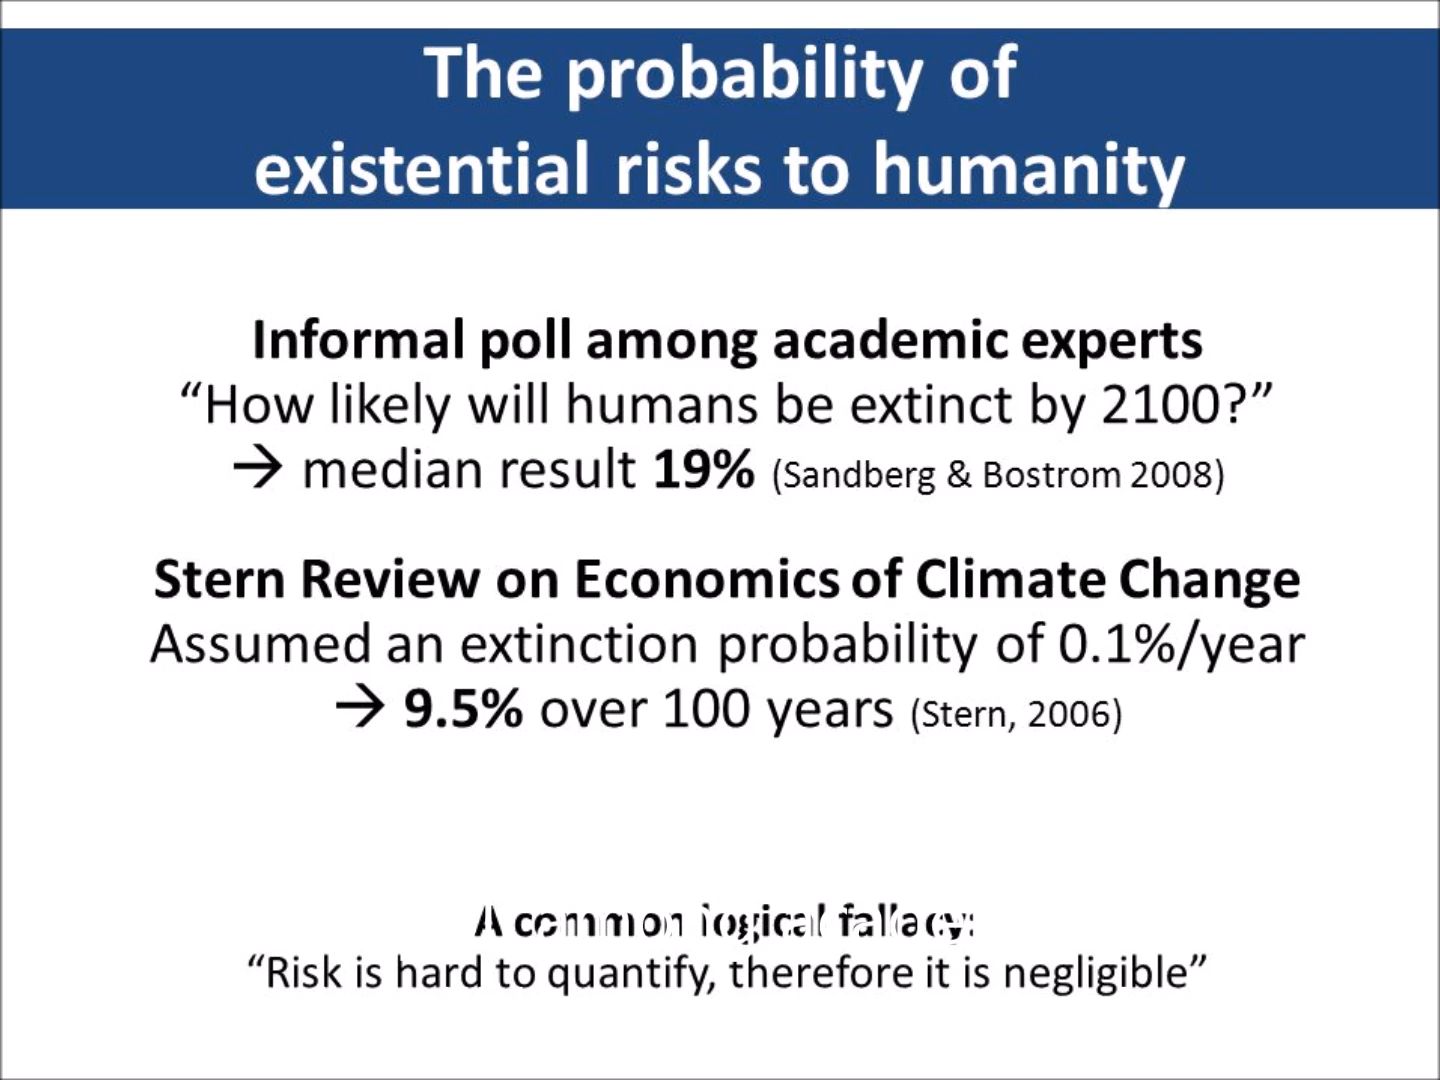 The probability of
existential risks to humanity
Informal poll among academic experts
“How likely will humans be extinct by 2100?”
→ median result 19% (Sandberg & Bostrom 2008)
Stern Review on Economics of Climate Change
Assumed an extinction probability of 0.1%/year
→ 9.5% over 100 years (Stern, 2006)
A common logical fallacy:
“Risk is hard to quantify, therefore it is negligible”